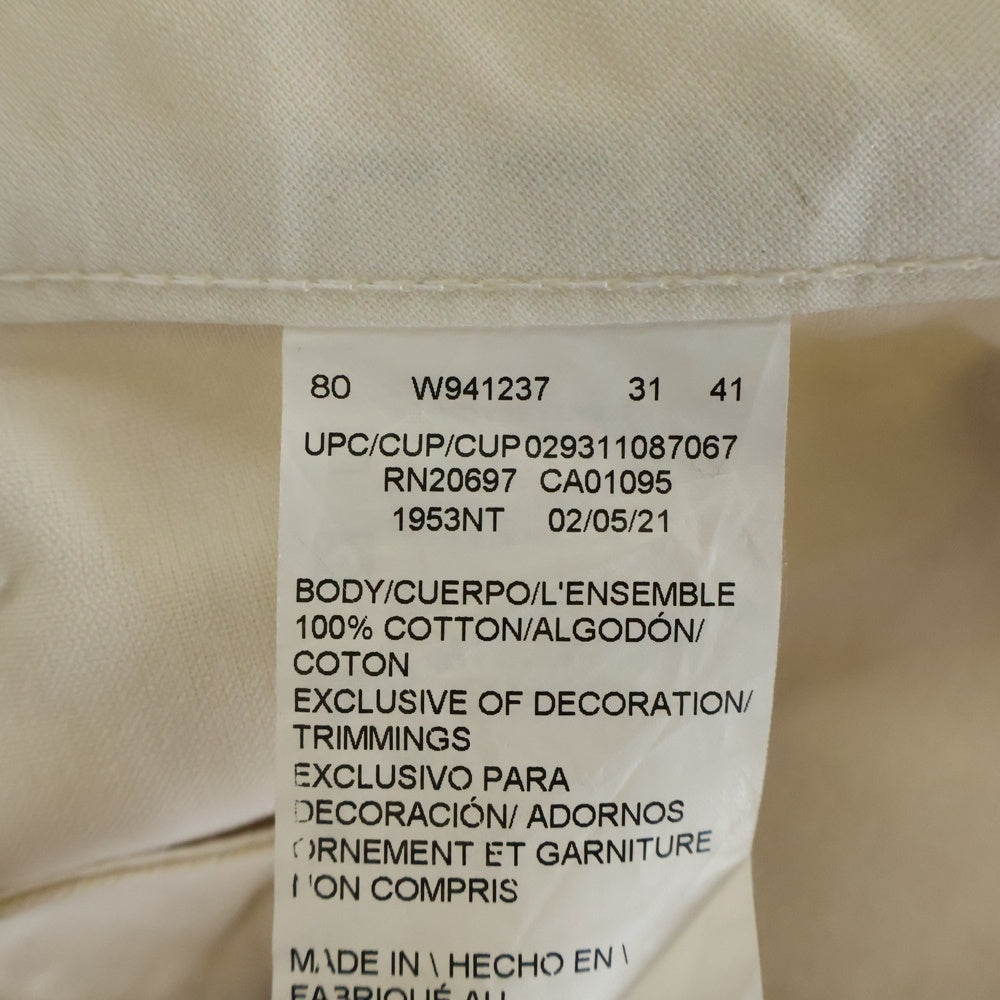 80 W941237 31 41
UPC/CUP/CUP 029311087067
RN20697 CA01095
1953NT 02/05/21
BODY/CUERPO/L'ENSEMBLE
100% COTTON/ALGODÓN/
COTON
EXCLUSIVE OF DECORATION/
TRIMMINGS
EXCLUSIVO PARA
DECORACIÓN/ ADORNOS
ORNEMENT ET GARNITURE
NON COMPRIS
MADE IN \ HECHO EN \
FABRIQUÉ AU